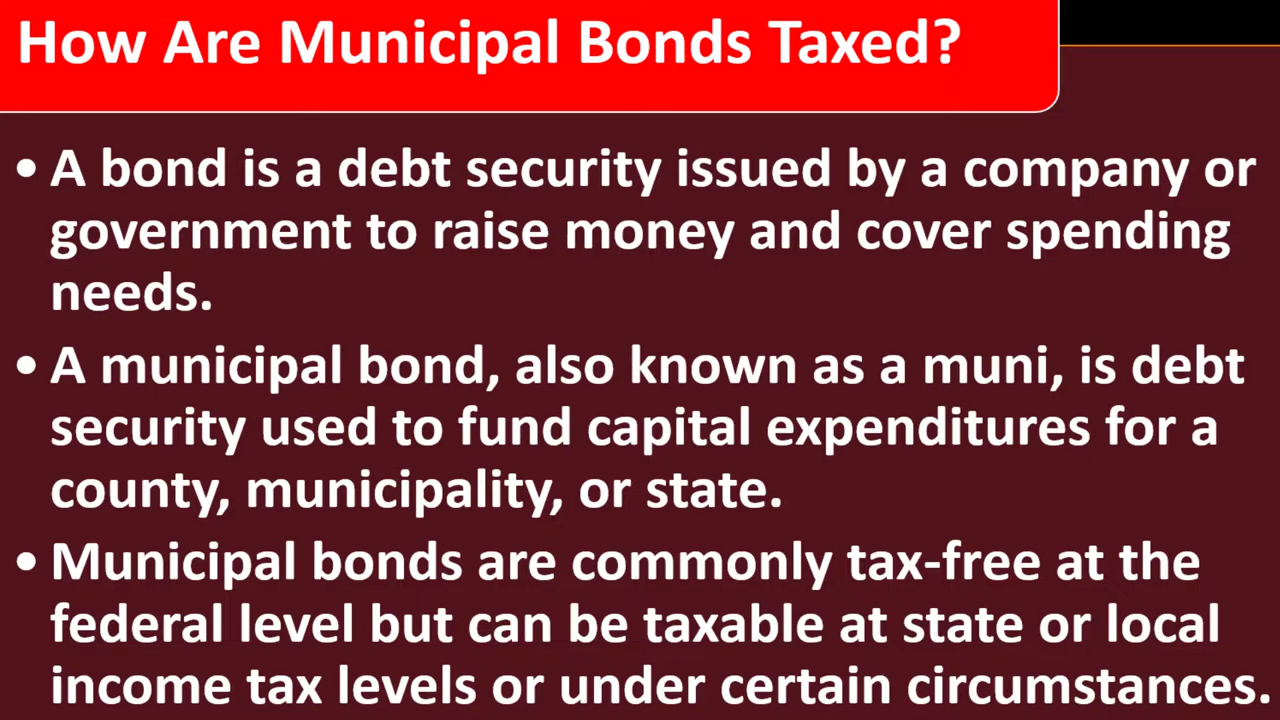 How Are Municipal Bonds Taxed?
• A bond is a debt security issued by a company or
government to raise money and cover spending
needs.
• A municipal bond, also known as a muni, is debt
security used to fund capital expenditures for a
county, municipality, or state.
• Municipal bonds are commonly tax-free at the
federal level but can be taxable at state or local
income tax levels or under certain circumstances.